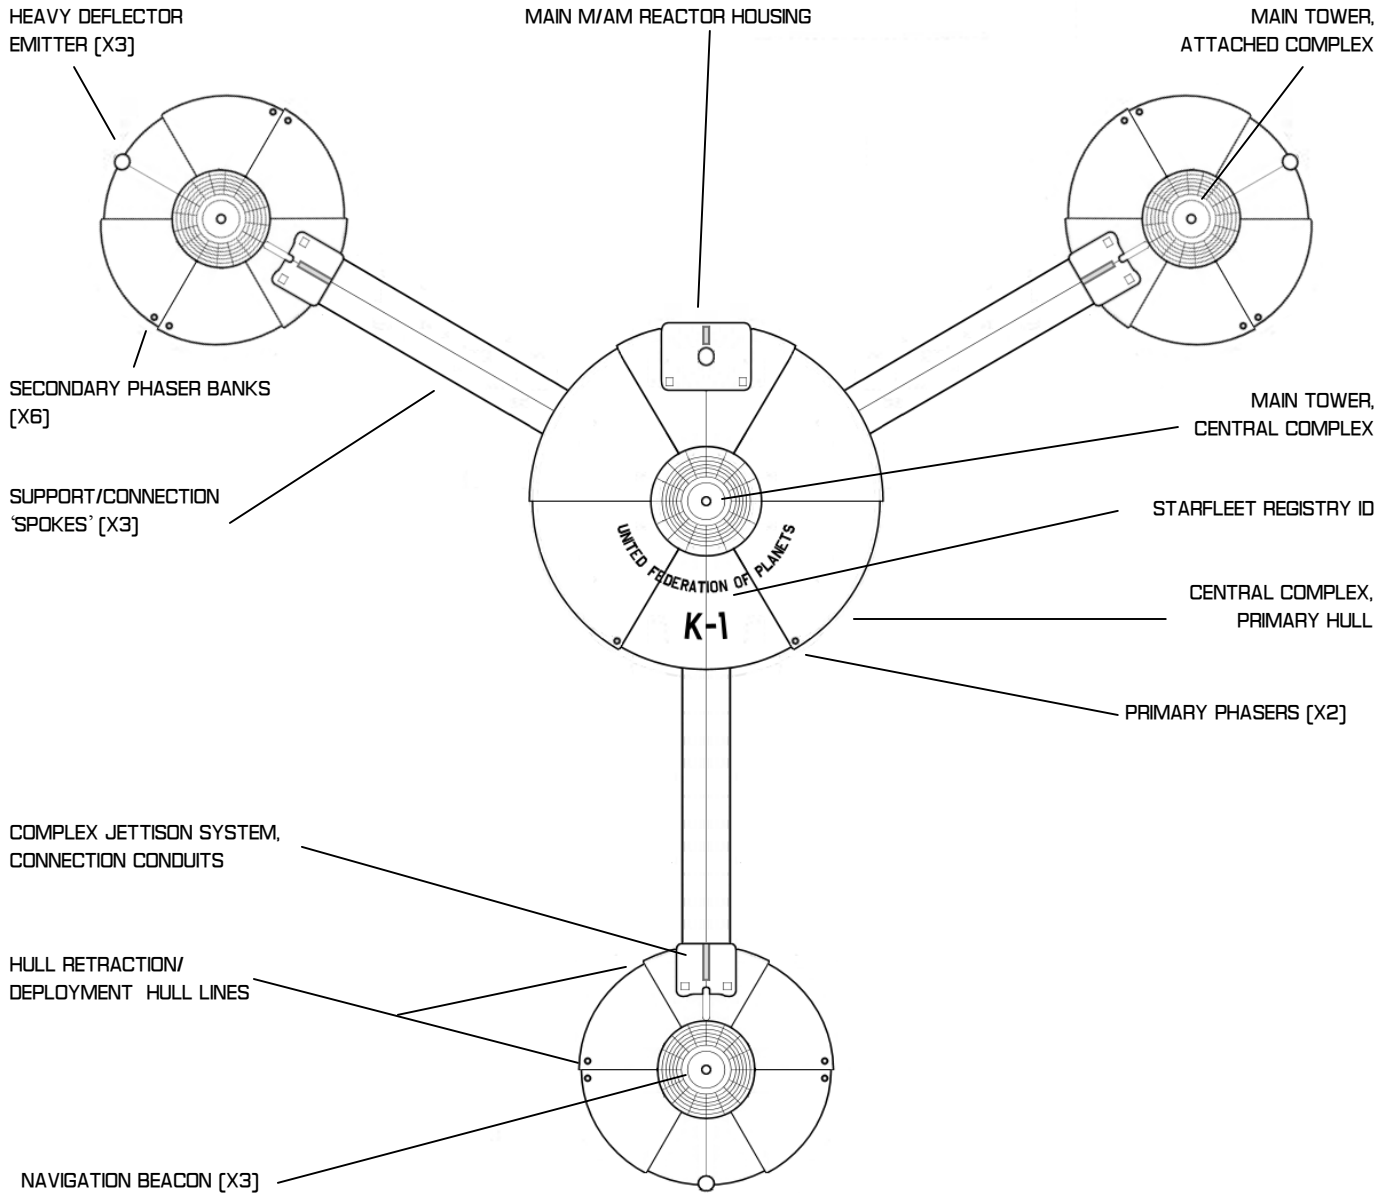 HEAVY DEFLECTOR
EMITTER (X3)
MAIN M/AM REACTOR HOUSING
MAIN TOWER,
ATTACHED COMPLEX
SECONDARY PHASER BANKS
(X6)
SUPPORT/CONNECTION
‘SPOKES’ (X3)
MAIN TOWER,
CENTRAL COMPLEX
STARFLEET REGISTRY ID
UNITED FEDERATION OF PLANETS
K-1
CENTRAL COMPLEX,
PRIMARY HULL
PRIMARY PHASERS (X2)
COMPLEX JETTISON SYSTEM,
CONNECTION CONDUITS
HULL RETRACTION/
DEPLOYMENT HULL LINES
NAVIGATION BEACON (X3)